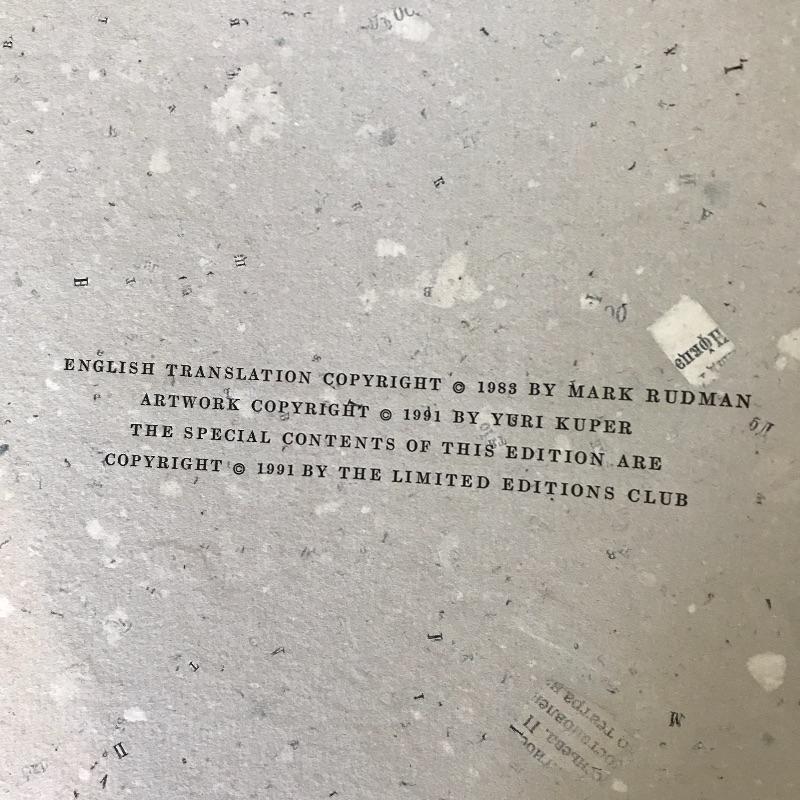 ENGLISH TRANSLATION COPYRIGHT © 1983 BY MARK RUDMAN
ARTWORK COPYRIGHT © 1991 BY YURI KUPER
THE SPECIAL CONTENTS OF THIS EDITION ARE
COPYRIGHT © 1991 BY THE LIMITED EDITIONS CLUB